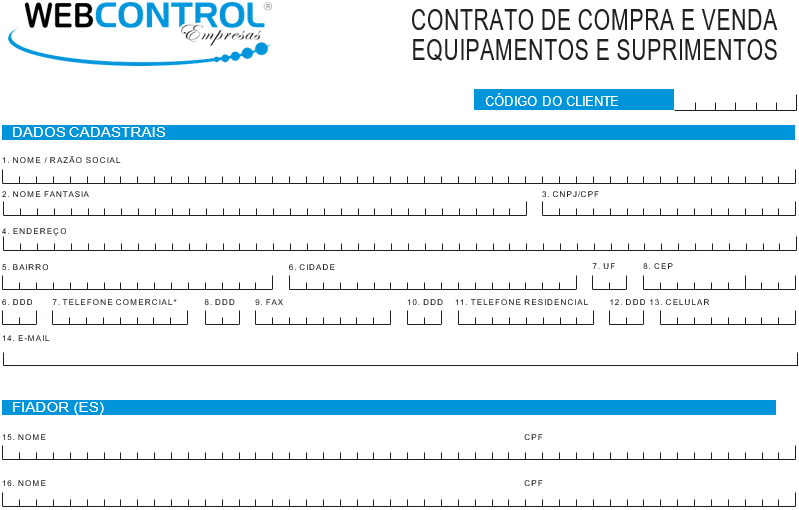 WEBCONTROL®
Empresas
CONTRATO DE COMPRA E VENDA
EQUIPAMENTOS E SUPRIMENTOS
CÓDIGO DO CLIENTE
DADOS CADASTRAIS
1. NOME / RAZÃO SOCIAL
2. NOME FANTASIA 3. CNPJ/CPF
4. ENDEREÇO
5. BAIRRO 6. CIDADE 7. UF 8. CEP
6. DDD 7. TELEFONE COMERCIAL* 8. DDD 9. FAX 10. DDD 11. TELEFONE RESIDENCIAL 12. DDD 13. CELULAR
14. E-MAIL
FIADOR (ES)
15. NOME CPF
16. NOME CPF